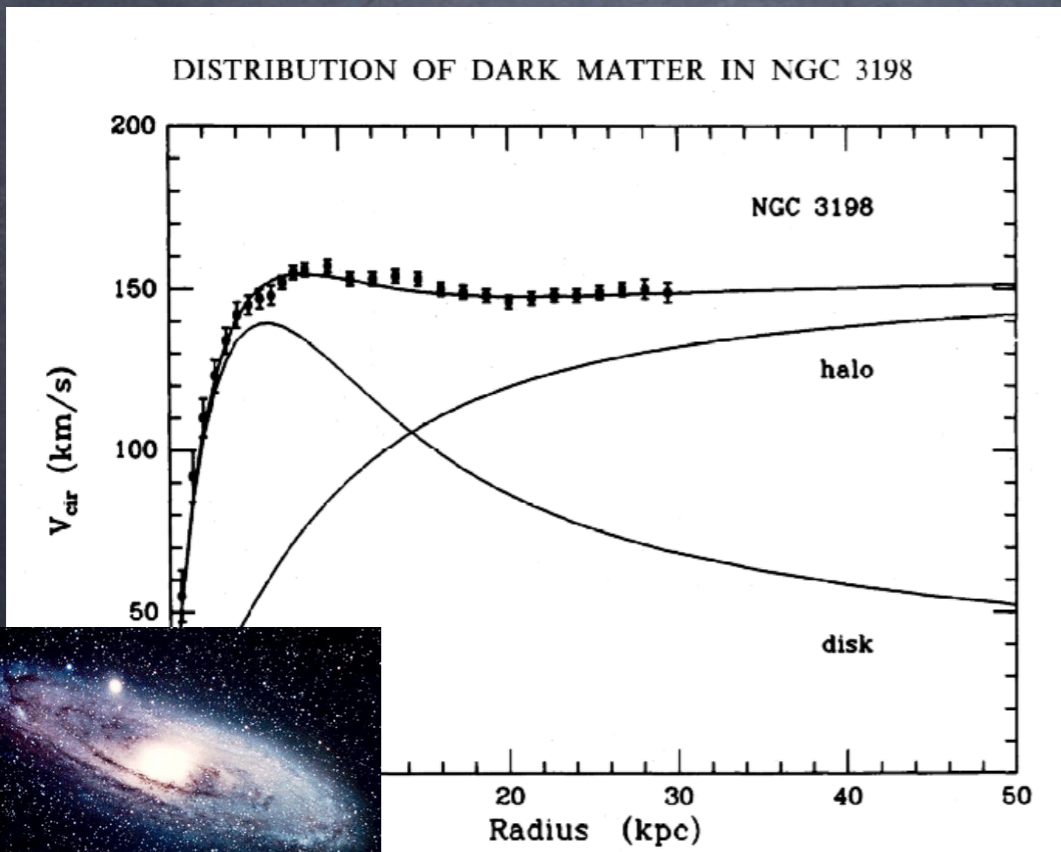 DISTRIBUTION OF DARK MATTER IN NGC 3198
200
NGC 3198
150
halo
100
V_cir (km/s)
50
disk
20 30 40 50
Radius (kpc)